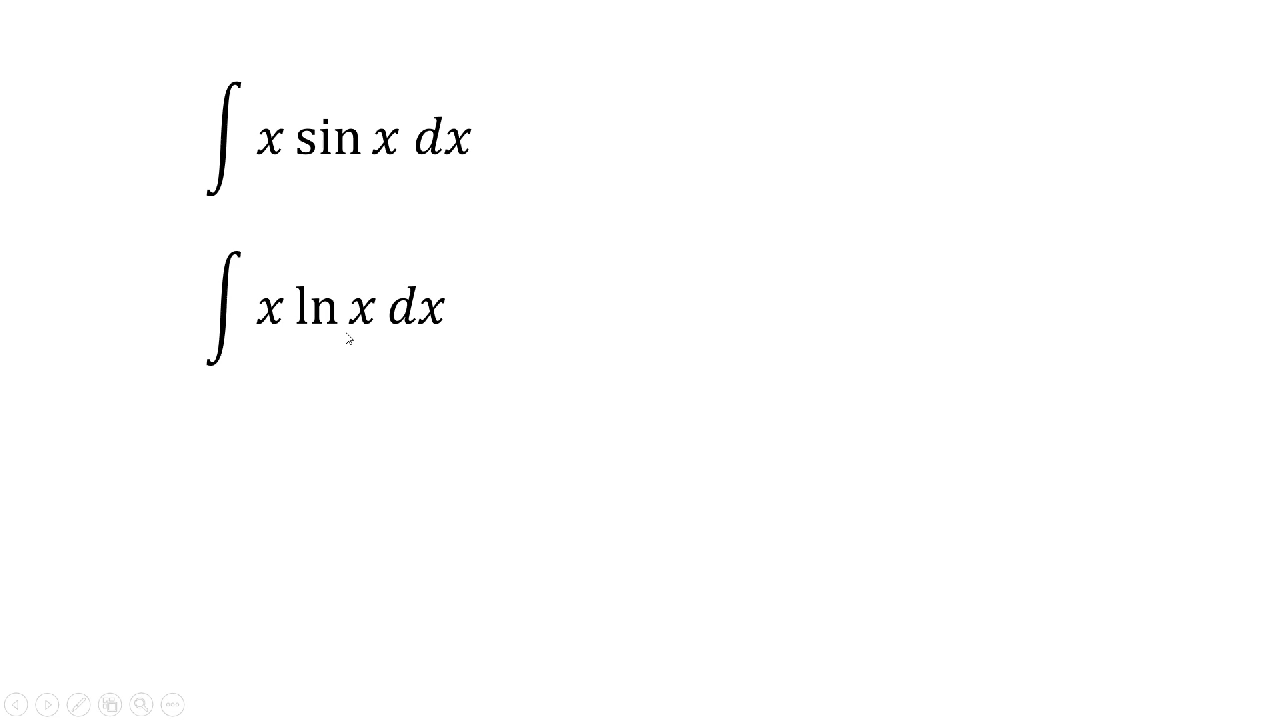 ∫ x sin x dx
∫ x ln x dx